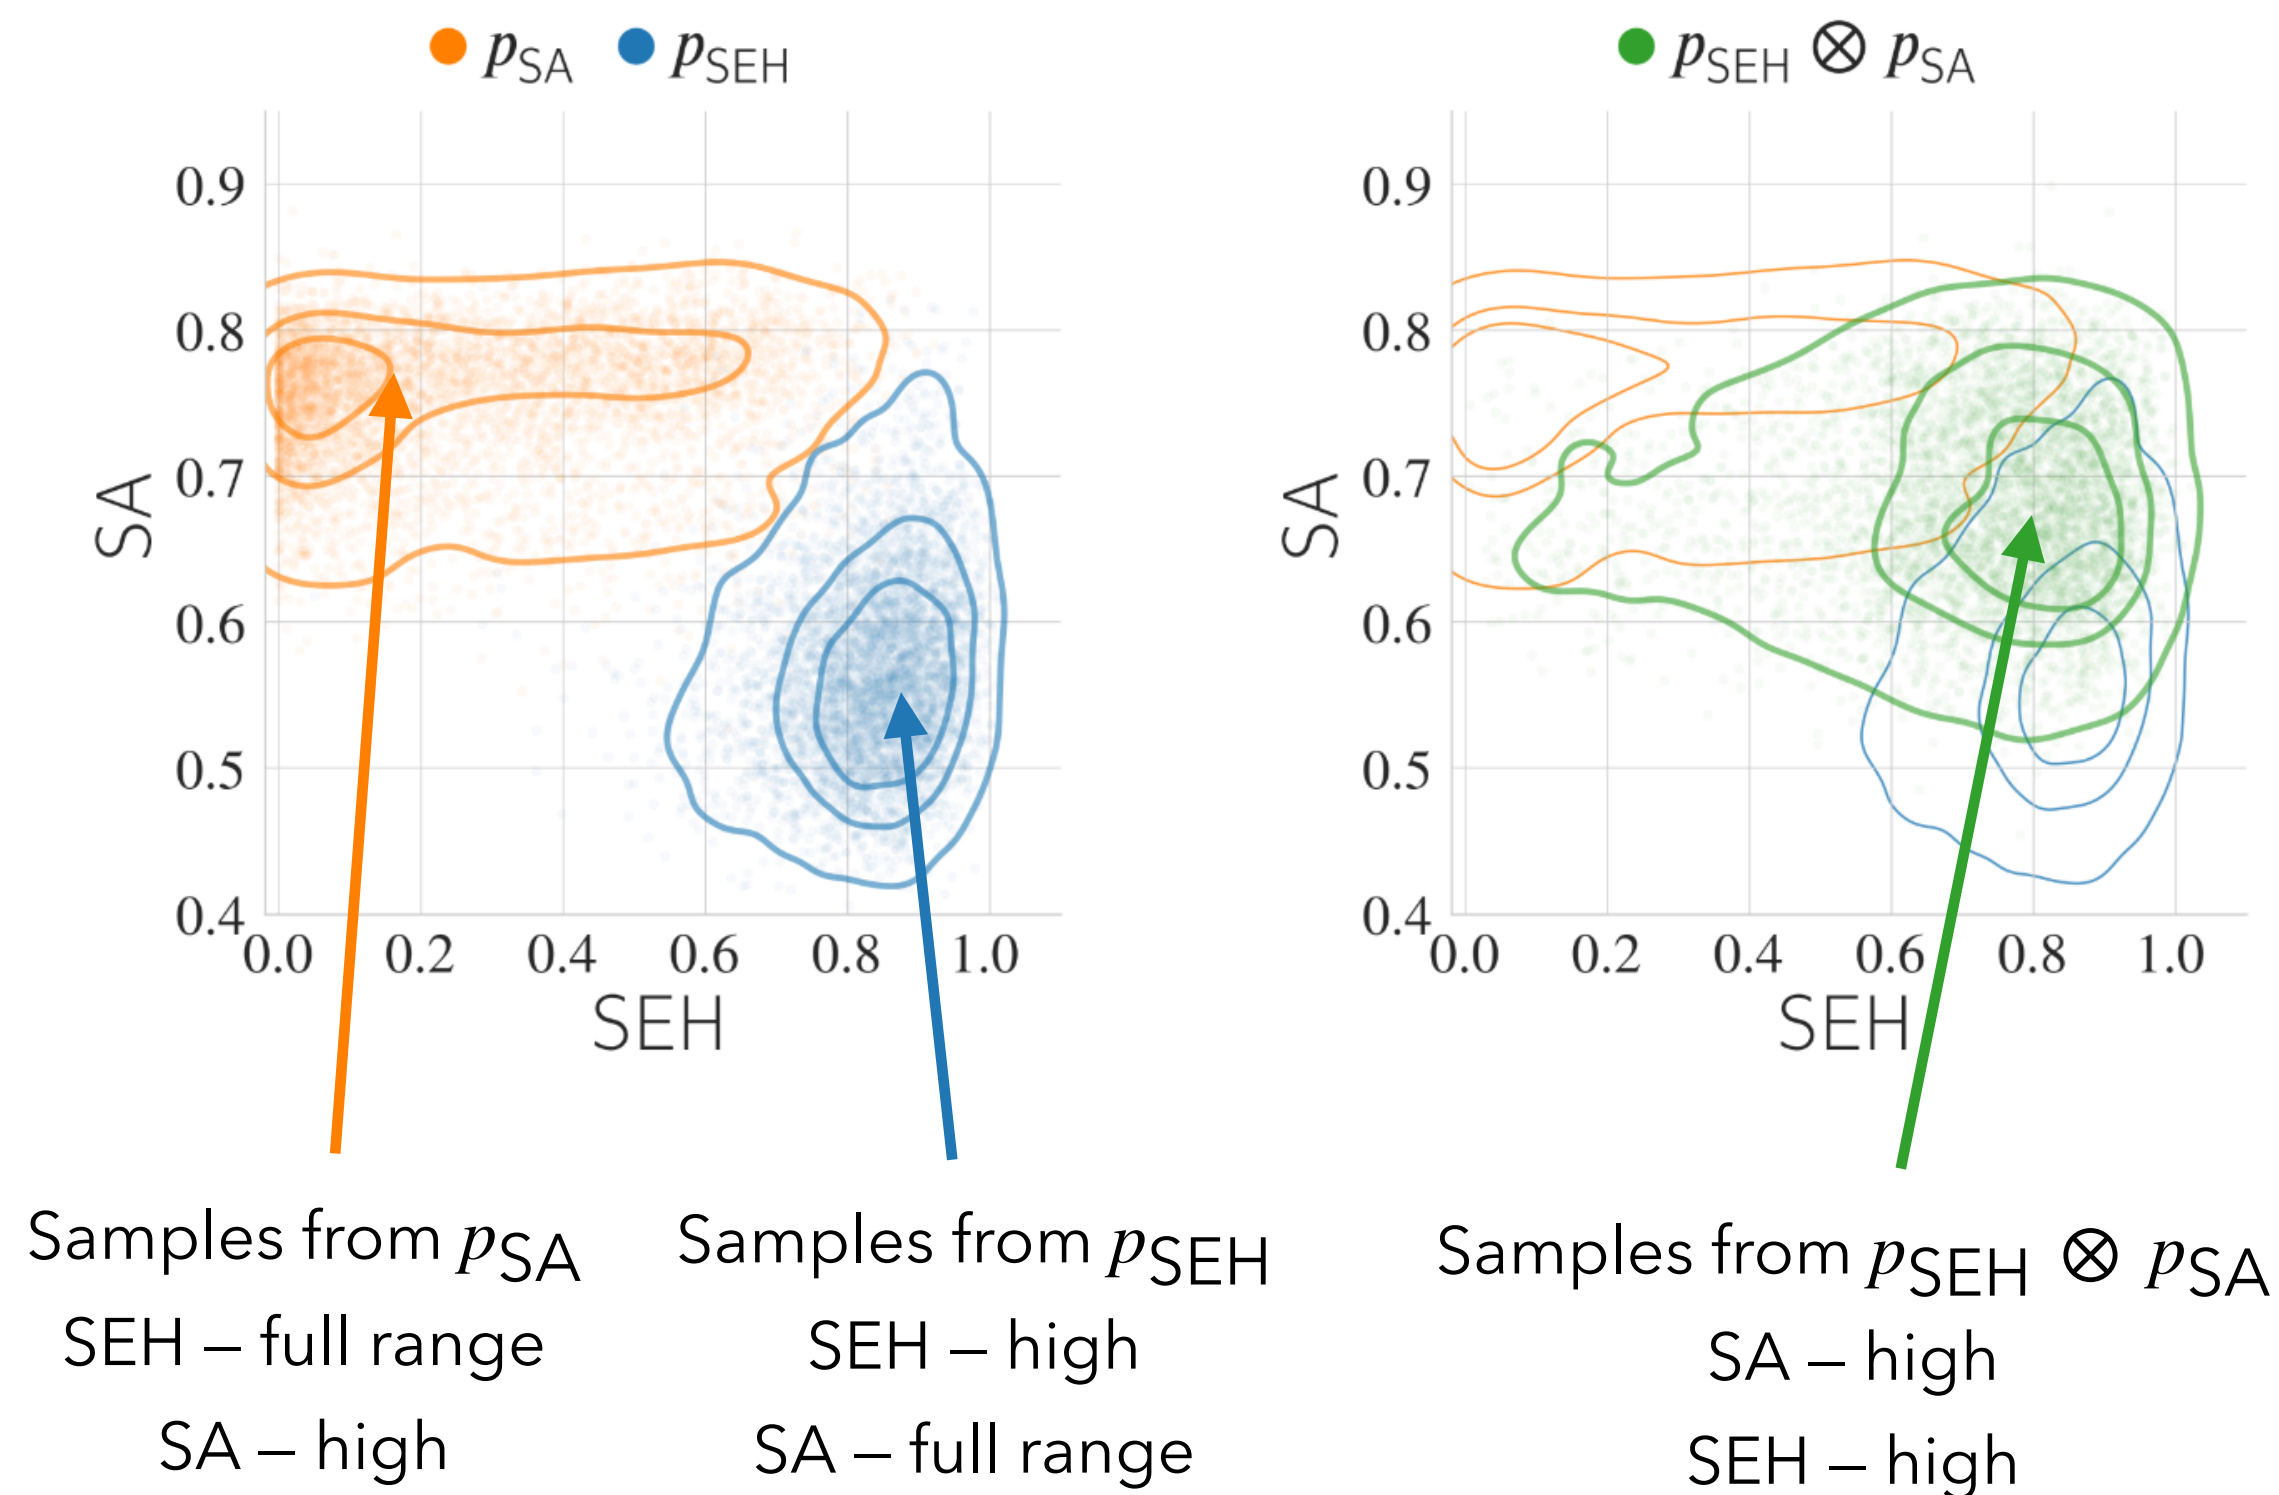 p_SA p_SEH
0.9
0.8
0.7
0.6
0.5
0.4
SA
0.0 0.2 0.4 0.6 0.8 1.0
SEH
p_SEH ⊗ p_SA
0.9
0.8
0.7
0.6
0.5
0.4
SA
0.0 0.2 0.4 0.6 0.8 1.0
SEH
Samples from p_SA
SEH – full range
SA – high
Samples from p_SEH
SEH – high
SA – full range
Samples from p_SEH ⊗ p_SA
SA – high
SEH – high